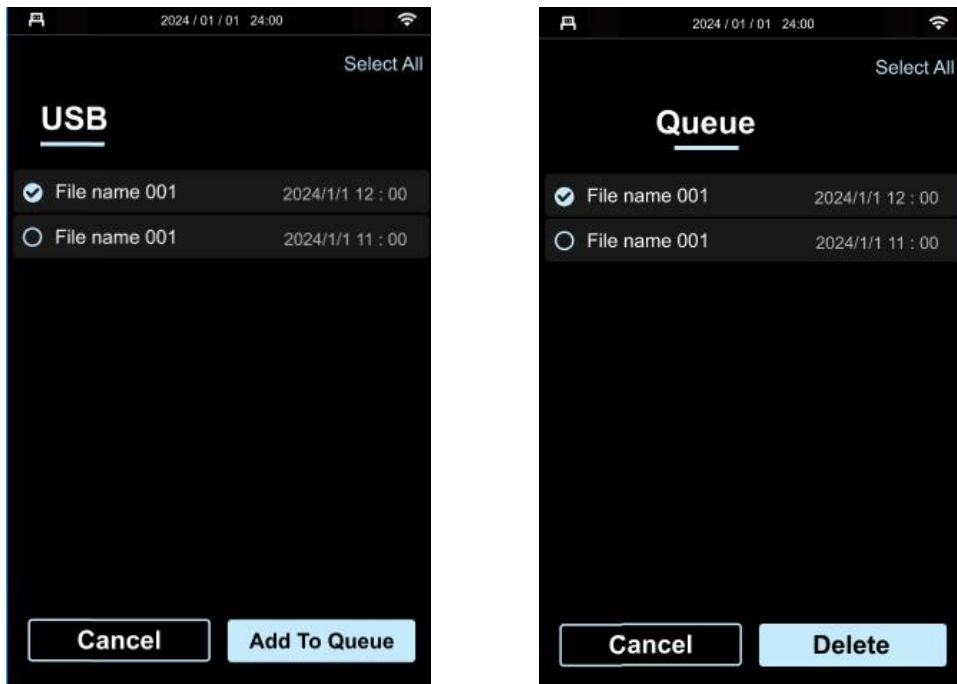 2024 / 01 / 01 24:00
Select All
USB
File name 001 2024/1/1 12 : 00
File name 001 2024/1/1 11 : 00
Cancel Add To Queue
2024 / 01 / 01 24:00
Select All
Queue
File name 001 2024/1/1 12 : 00
File name 001 2024/1/1 11 : 00
Cancel Delete